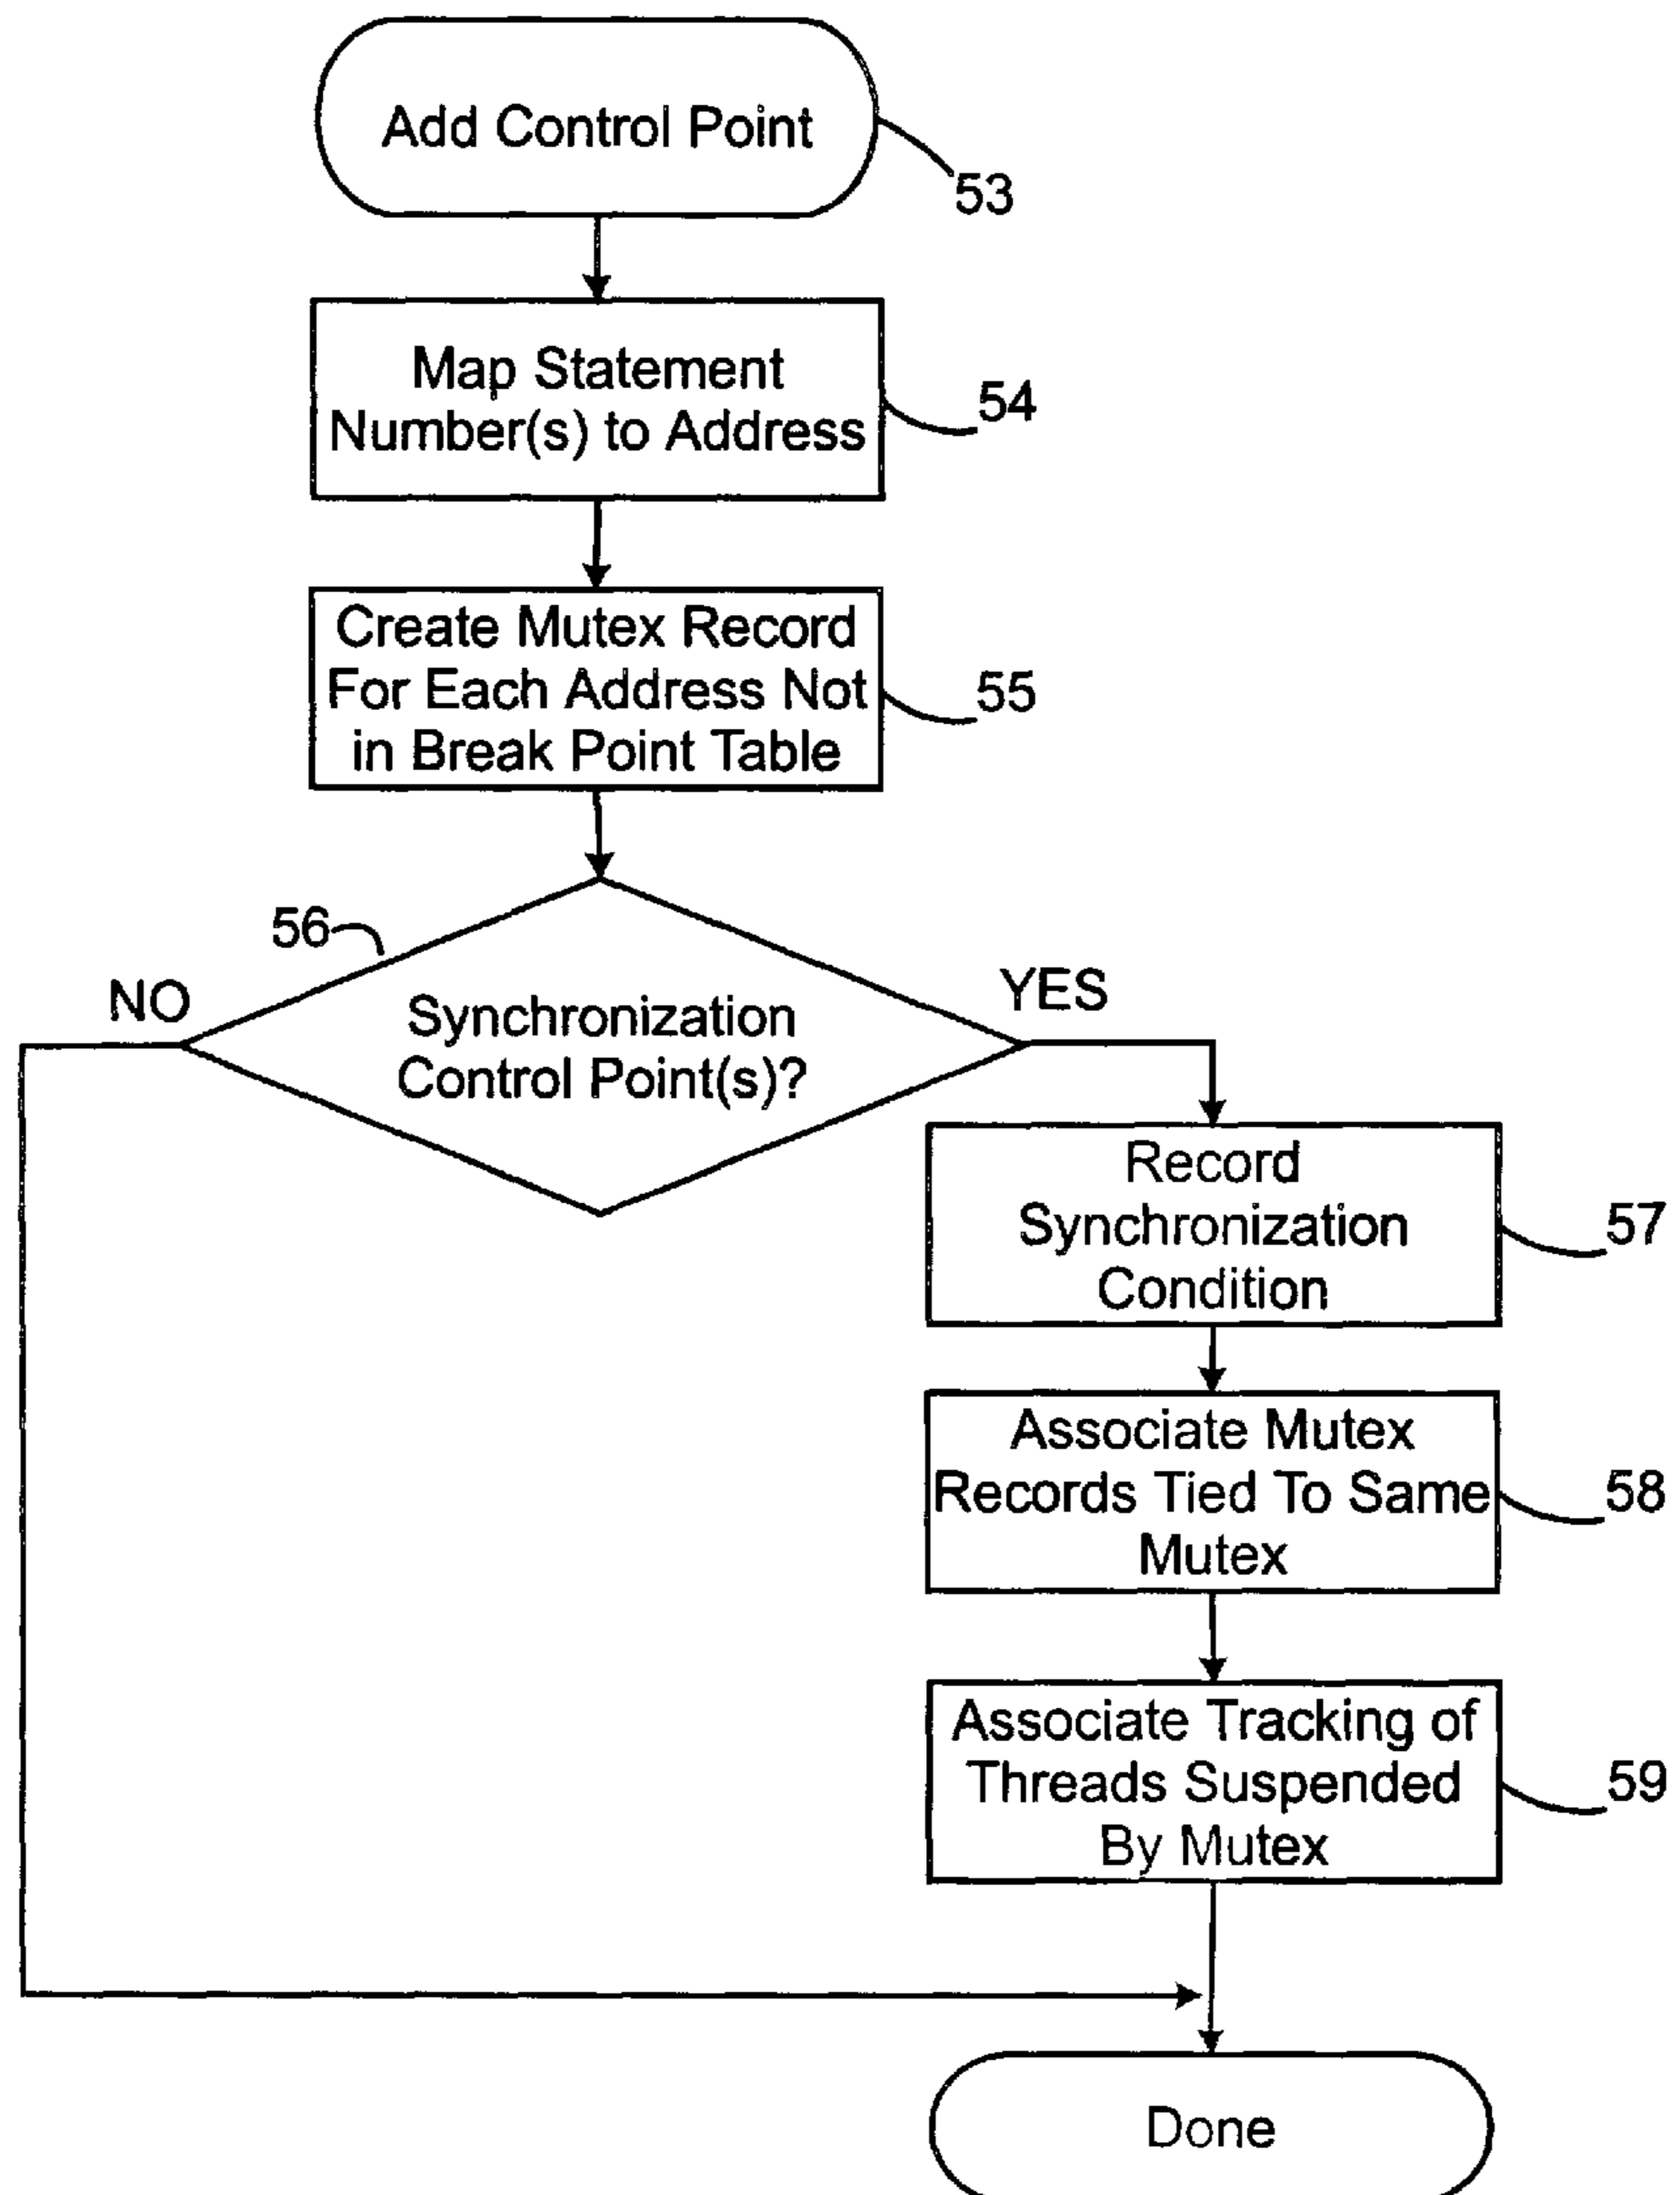 Add Control Point
53
Map Statement
Number(s) to Address
54
Create Mutex Record
For Each Address Not
in Break Point Table
55
56
NO
YES
Synchronization
Control Point(s)?
Record
Synchronization
Condition
57
Associate Mutex
Records Tied To Same
Mutex
58
Associate Tracking of
Threads Suspended
By Mutex
59
Done